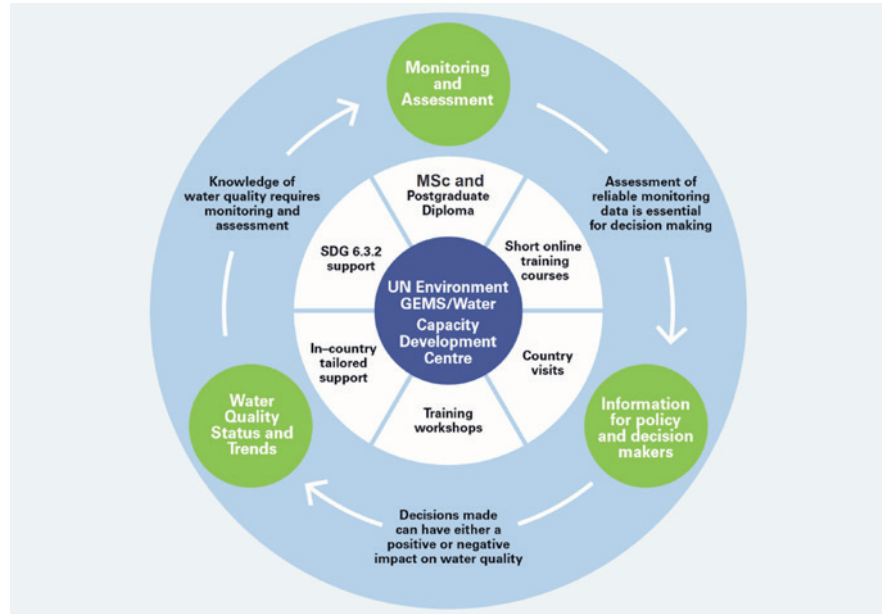 Monitoring
and
Assessment
Knowledge of
water quality requires
monitoring and
assessment
Assessment of
reliable monitoring
data is essential
for decision making
MSc and
Postgraduate
Diploma
SDG 6.3.2
support
Short online
training
courses
UN Environment
GEMS/Water
Capacity
Development
Centre
In–country
tailored
support
Country
visits
Training
workshops
Water
Quality
Status and
Trends
Information
for policy
and decision
makers
Decisions made
can have either a
positive or negative
impact on water quality